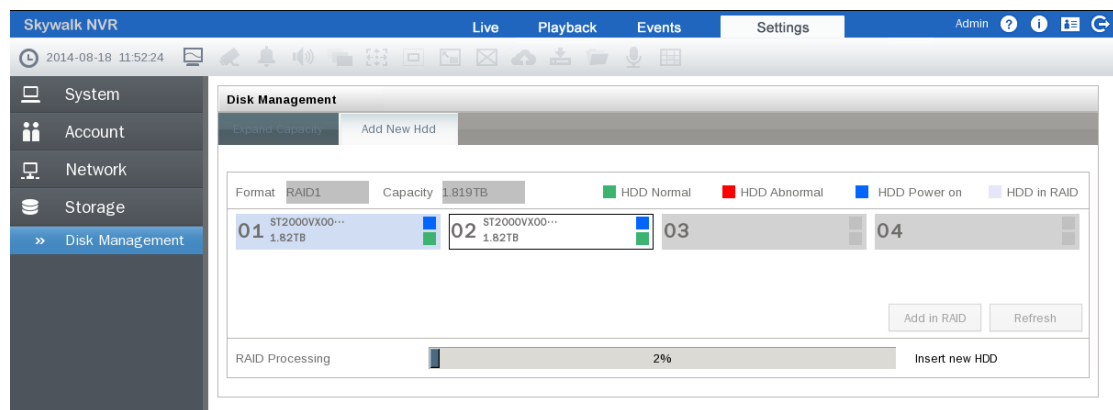 Skywalk NVR
Live Playback Events Settings Admin
2014-08-18 11:52:24
System
Account
Network
Storage
» Disk Management
Disk Management
Expand Capacity Add New Hdd
Format RAID1 Capacity 1.819TB HDD Normal HDD Abnormal HDD Power on HDD in RAID
01 ST2000VX00··· 1.82TB
02 ST2000VX00··· 1.82TB
03
04
Add in RAID Refresh
RAID Processing 2% Insert new HDD